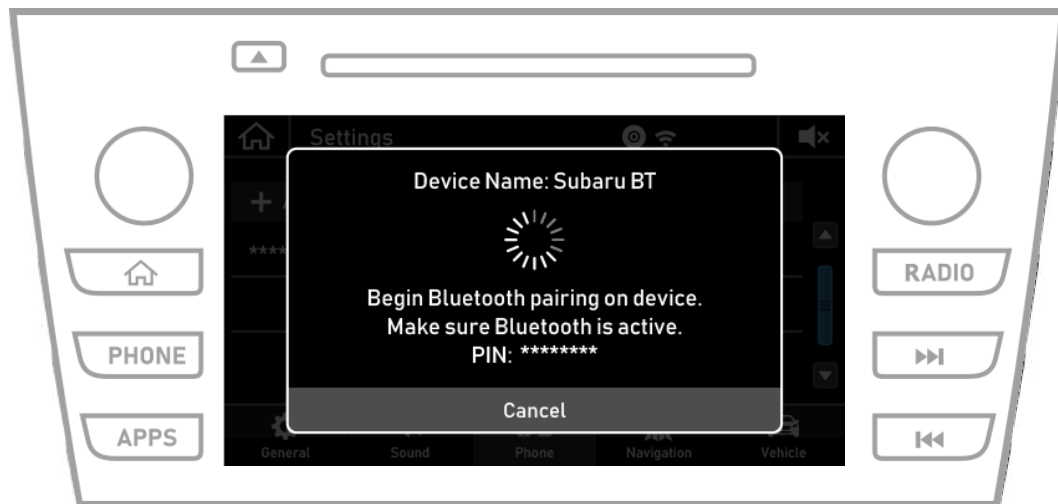 Settings
Device Name: Subaru BT
****
Begin Bluetooth pairing on device.
Make sure Bluetooth is active.
PIN: ********
Cancel
General
Sound
Phone
Navigation
Vehicle
PHONE
APPS
RADIO